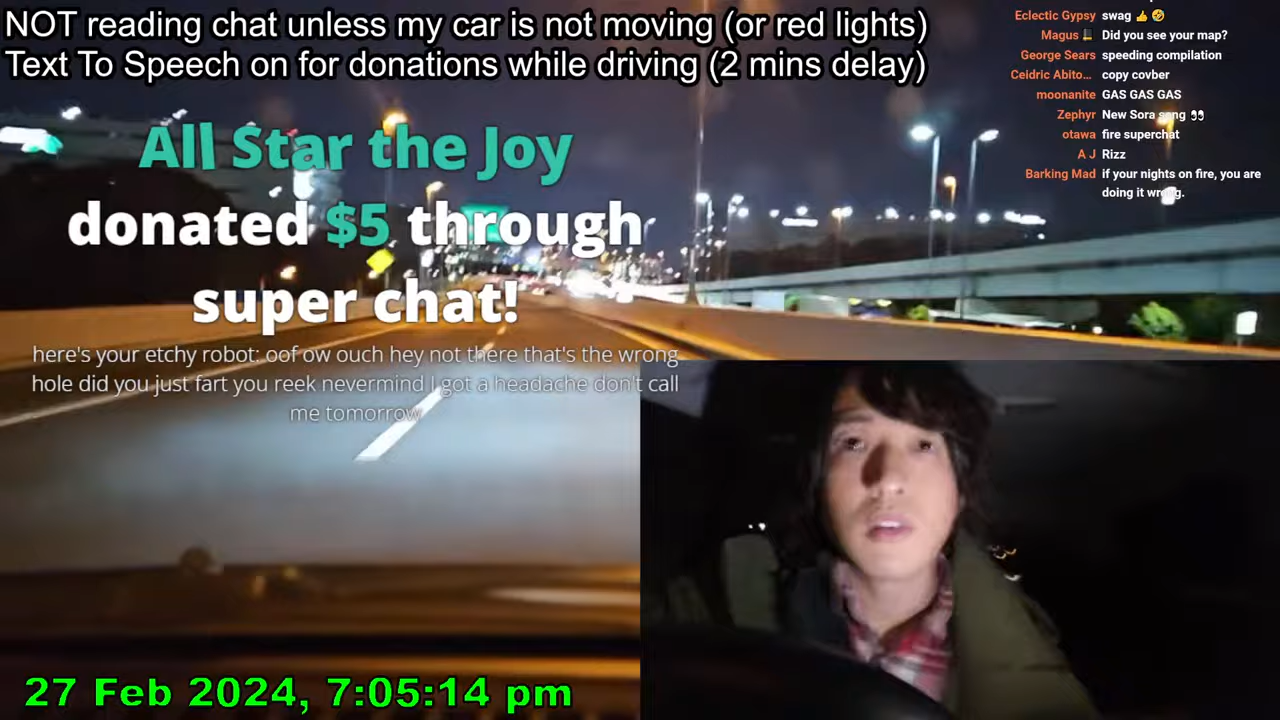 NOT reading chat unless my car is not moving (or red lights)
Text To Speech on for donations while driving (2 mins delay)
Eclectic Gypsy swag 👍 🤣
Magus Did you see your map?
George Sears speeding compilation
Ceidric Abito... copy covber
moonanite GAS GAS GAS
Zephyr New Sora song 👀
otawa fire superchat
A J Rizz
Barking Mad if your nights on fire, you are
doing it wrong.
All Star the Joy
donated $5 through
super chat!
here's your etchy robot: oof ow ouch hey not there that's the wrong
hole did you just fart you reek nevermind I got a headache don't call
me tomorrow
27 Feb 2024, 7:05:14 pm